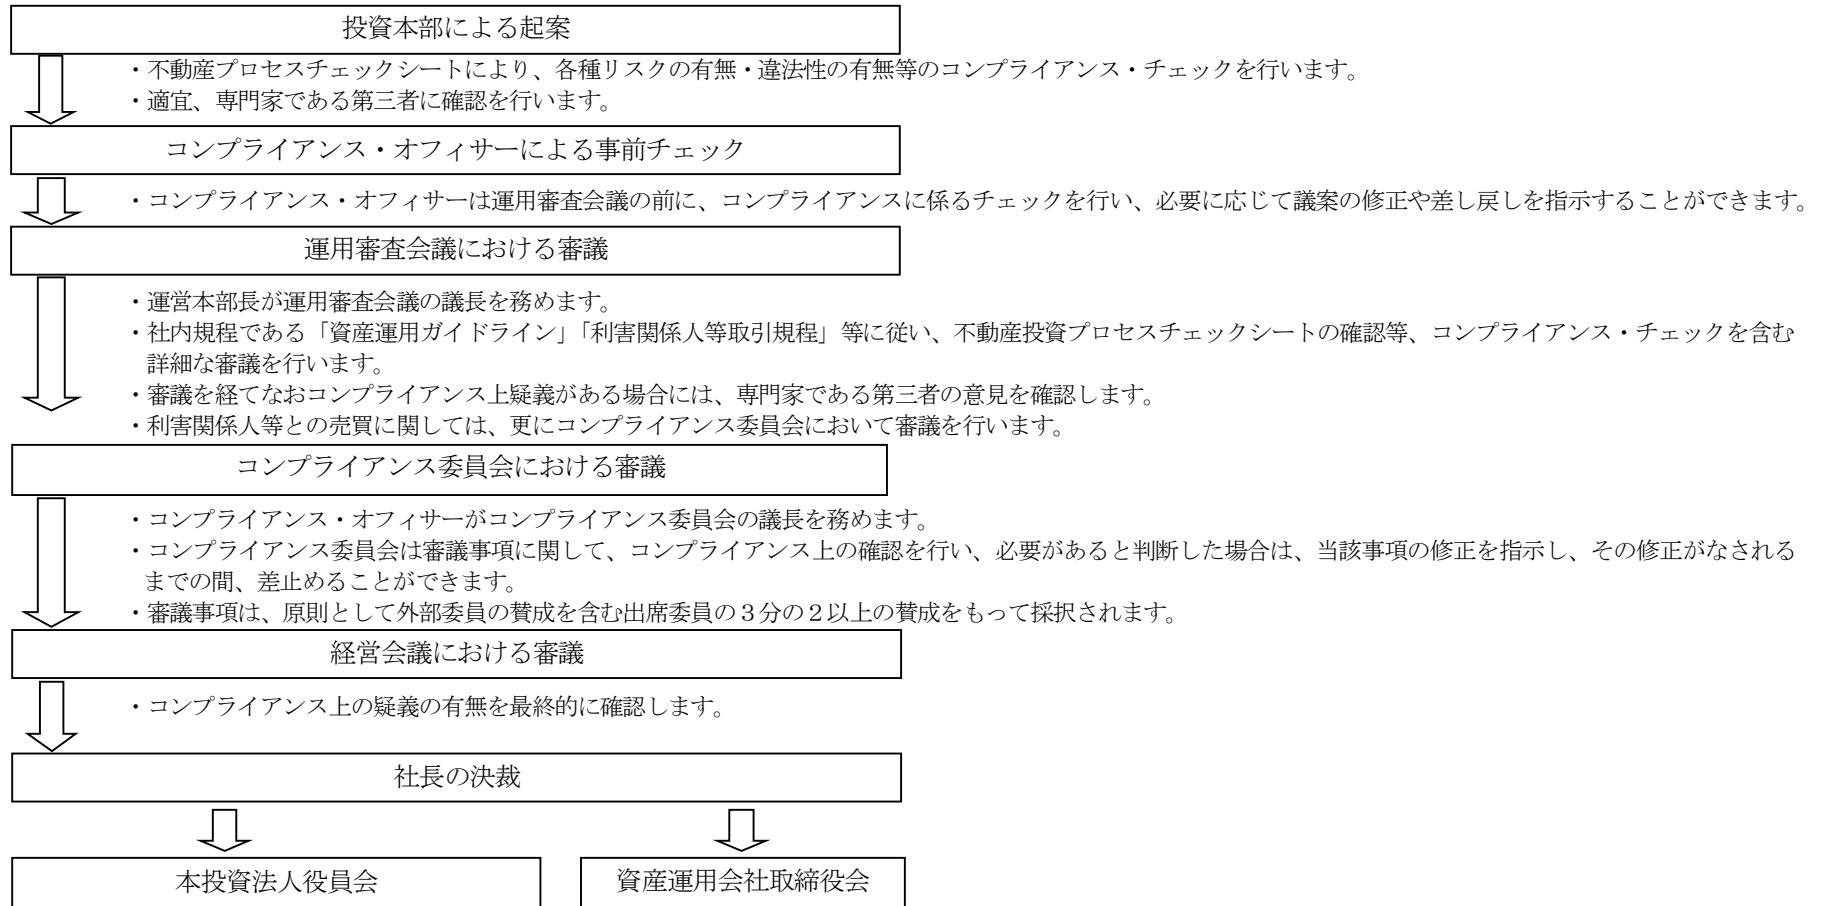 投資本部による起案
・不動産プロセスチェックシートにより、各種リスクの有無・違法性の有無等のコンプライアンス・チェックを行います。
・適宜、専門家である第三者に確認を行います。
コンプライアンス・オフィサーによる事前チェック
・コンプライアンス・オフィサーは運用審査会議の前に、コンプライアンスに係るチェックを行い、必要に応じて議案の修正や差し戻しを指示することができます。
運用審査会議における審議
・運営本部長が運用審査会議の議長を務めます。
・社内規程である「資産運用ガイドライン」「利害関係人等取引規程」等に従い、不動産投資プロセスチェックシートの確認等、コンプライアンス・チェックを含む
詳細な審議を行います。
・審議を経てなおコンプライアンス上疑義がある場合には、専門家である第三者の意見を確認します。
・利害関係人等との売買に関しては、更にコンプライアンス委員会において審議を行います。
コンプライアンス委員会における審議
・コンプライアンス・オフィサーがコンプライアンス委員会の議長を務めます。
・コンプライアンス委員会は審議事項に関して、コンプライアンス上の確認を行い、必要があると判断した場合は、当該事項の修正を指示し、その修正がなされる
までの間、差止めることができます。
・審議事項は、原則として外部委員の賛成を含む出席委員の３分の２以上の賛成をもって採択されます。
経営会議における審議
・コンプライアンス上の疑義の有無を最終的に確認します。
社長の決裁
本投資法人役員会
資産運用会社取締役会